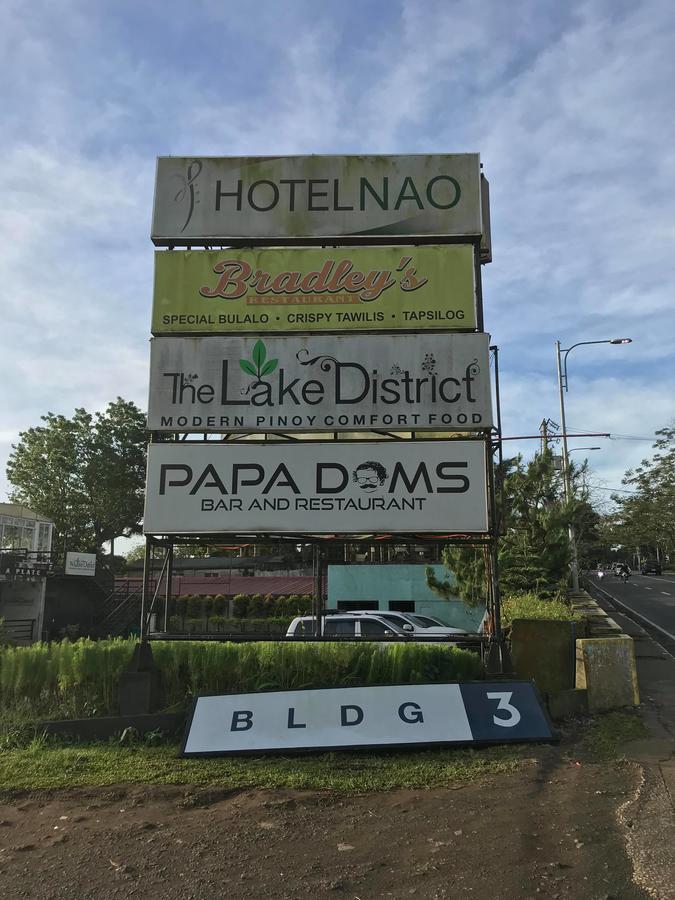 HOTELNAO
Bradley's
RESTAURANT
SPECIAL BULALO • CRISPY TAWILIS • TAPSILOG
The Lake District
MODERN PINOY COMFORT FOOD
PAPA DOMS
BAR AND RESTAURANT
BLDG 3